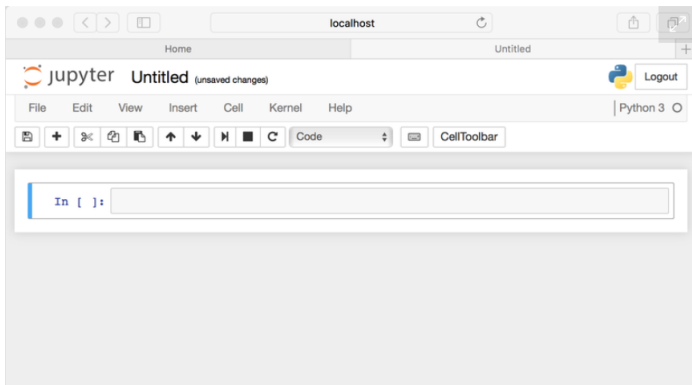 localhost
Home Untitled
jupyter Untitled (unsaved changes) Logout
File Edit View Insert Cell Kernel Help Python 3
Code CellToolbar
In [ ]: